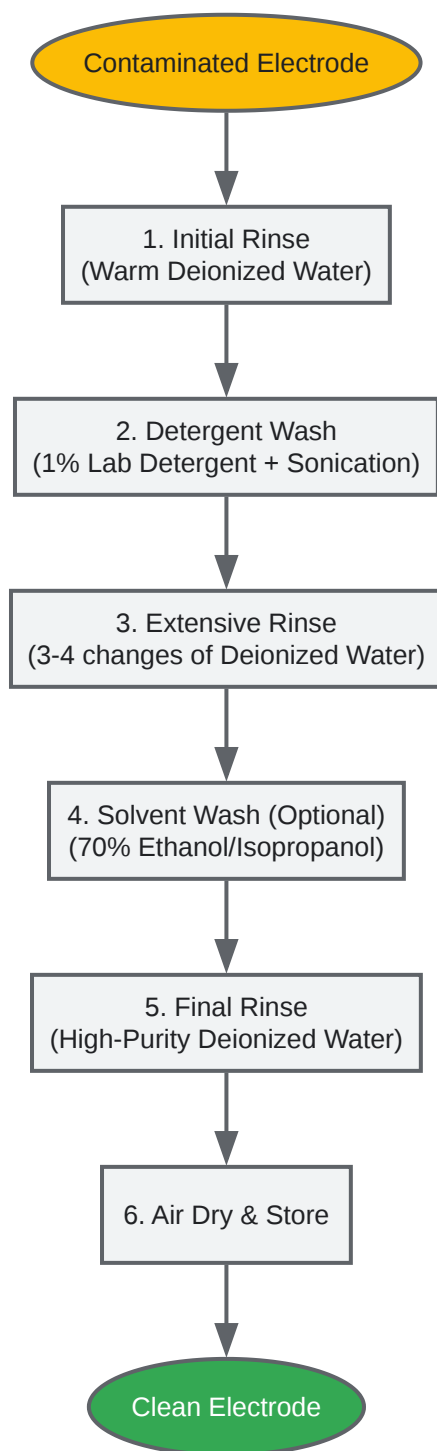 Contaminated Electrode
1. Initial Rinse
(Warm Deionized Water)
2. Detergent Wash
(1% Lab Detergent + Sonication)
3. Extensive Rinse
(3-4 changes of Deionized Water)
4. Solvent Wash (Optional)
(70% Ethanol/Isopropanol)
5. Final Rinse
(High-Purity Deionized Water)
6. Air Dry & Store
Clean Electrode